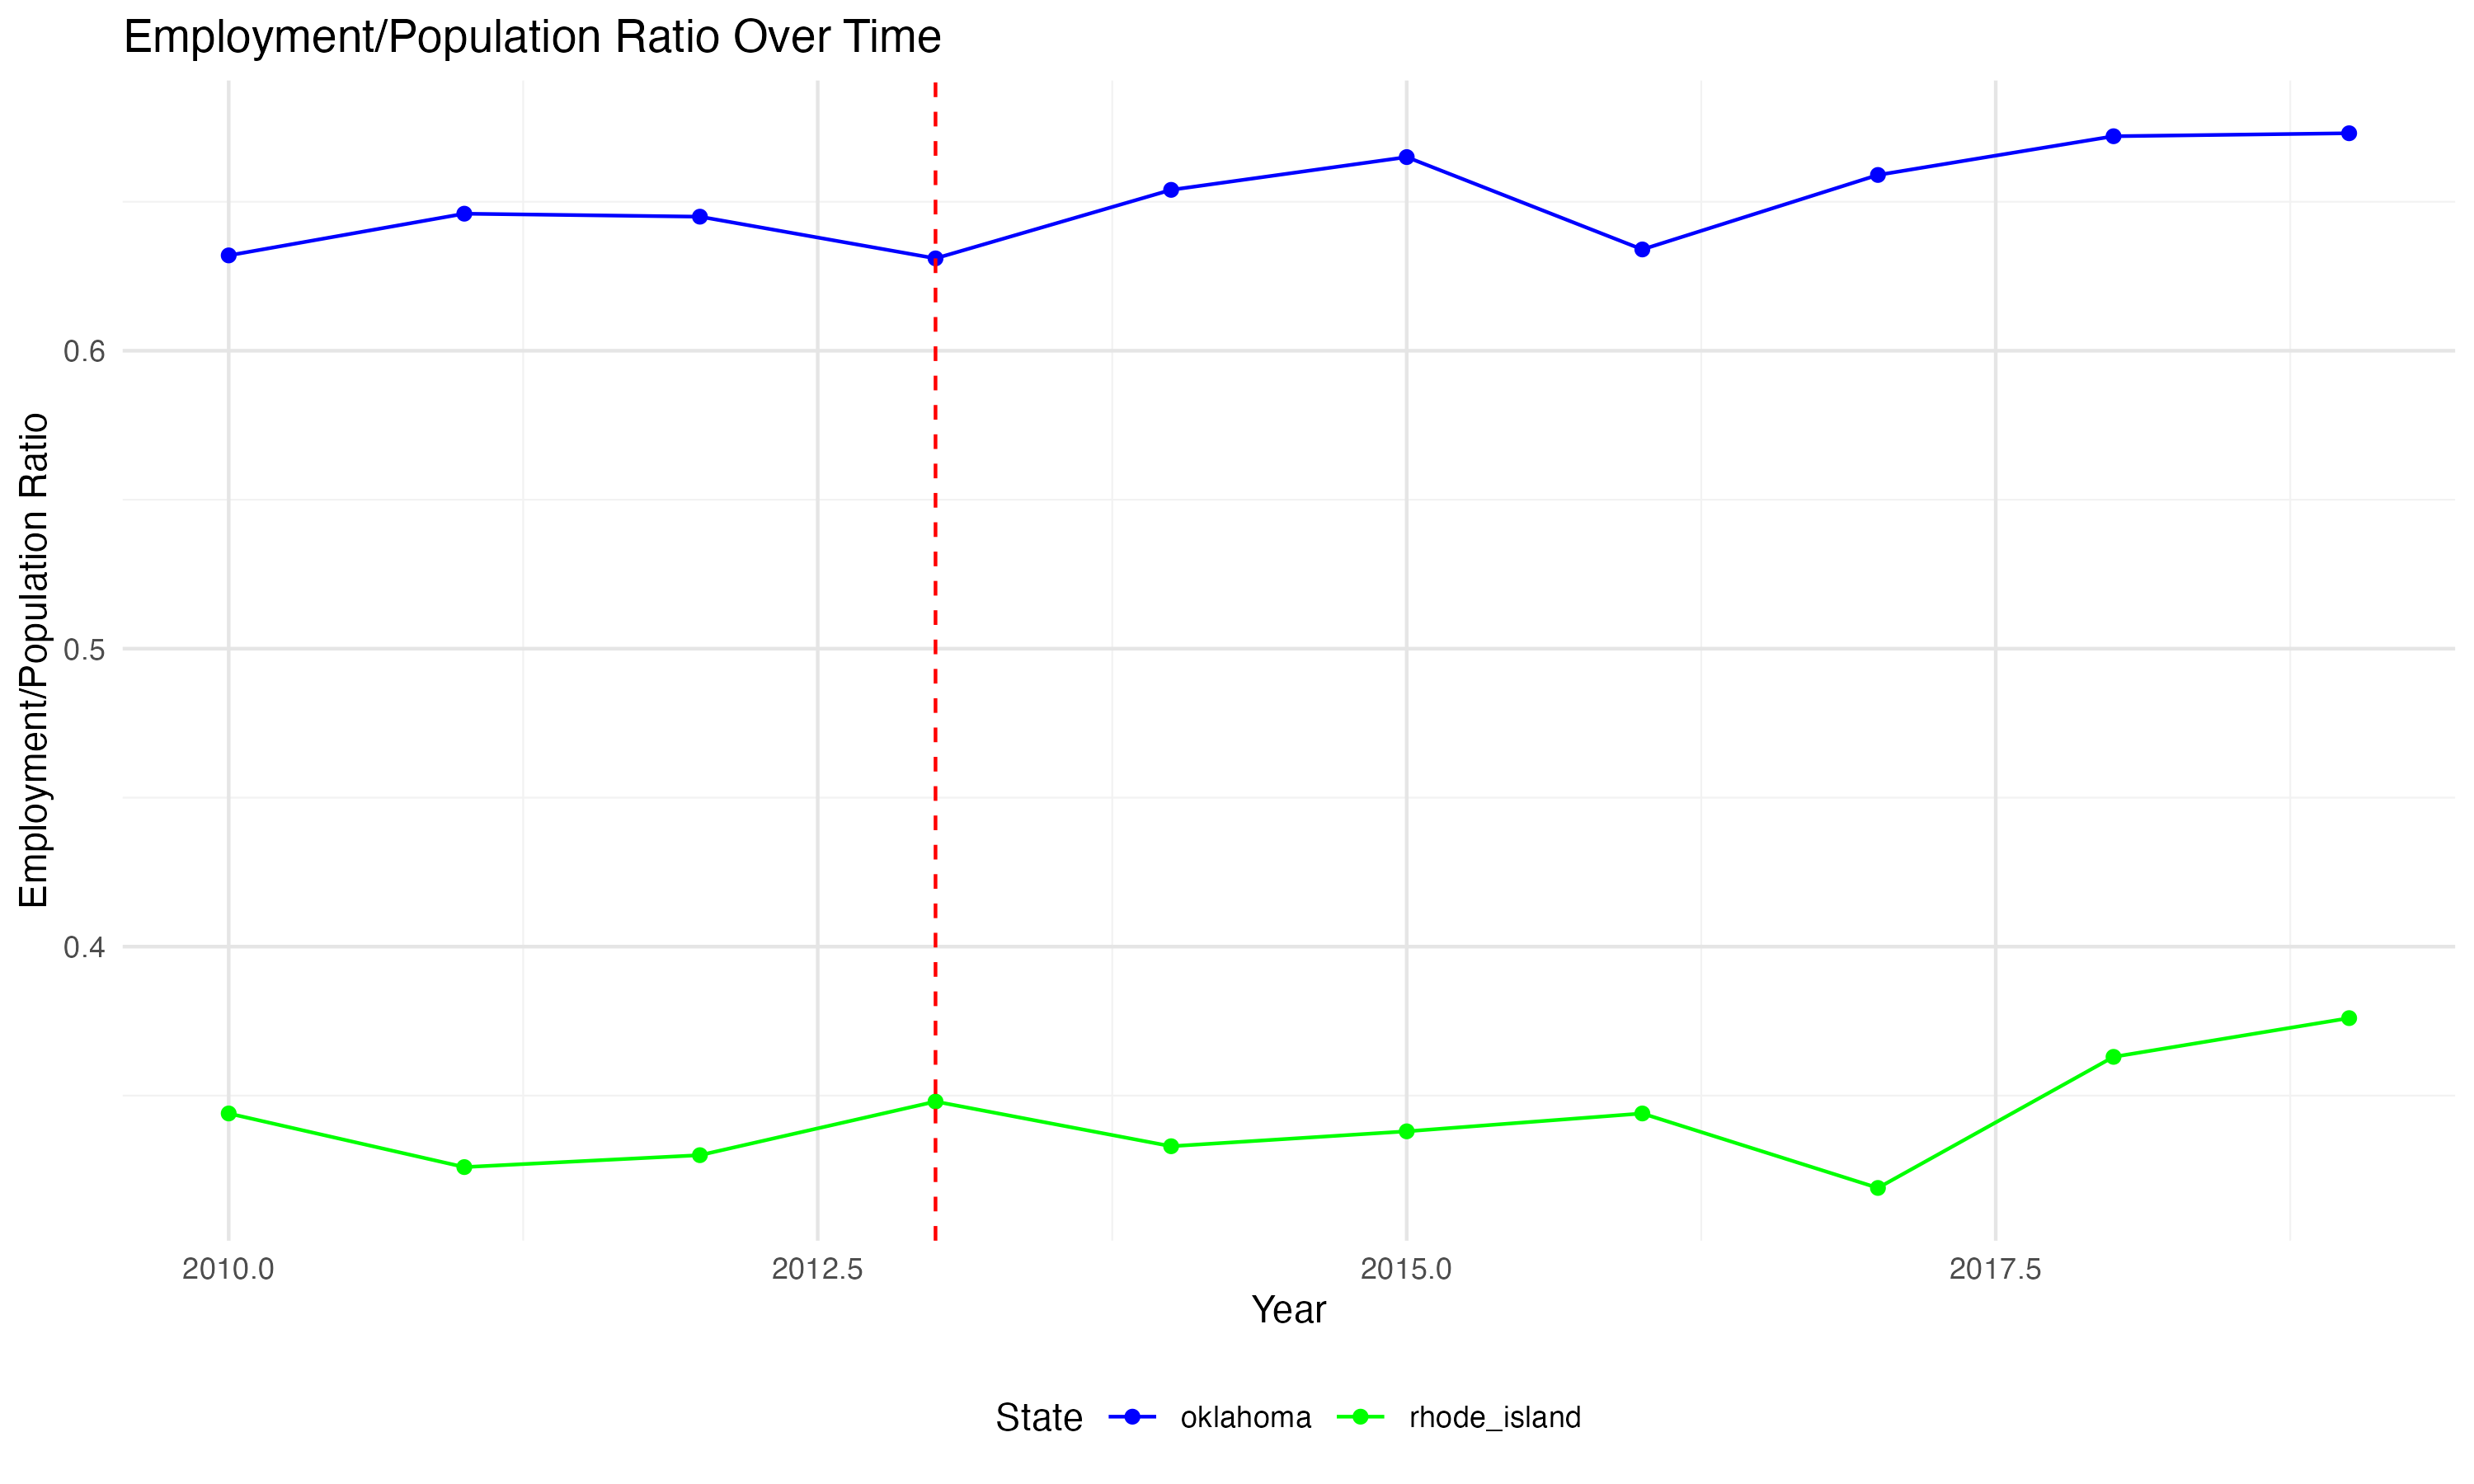 Employment/Population Ratio Over Time
Employment/Population Ratio
0.6
0.5
0.4
2010.0 2012.5 2015.0 2017.5
Year
State oklahoma rhode_island